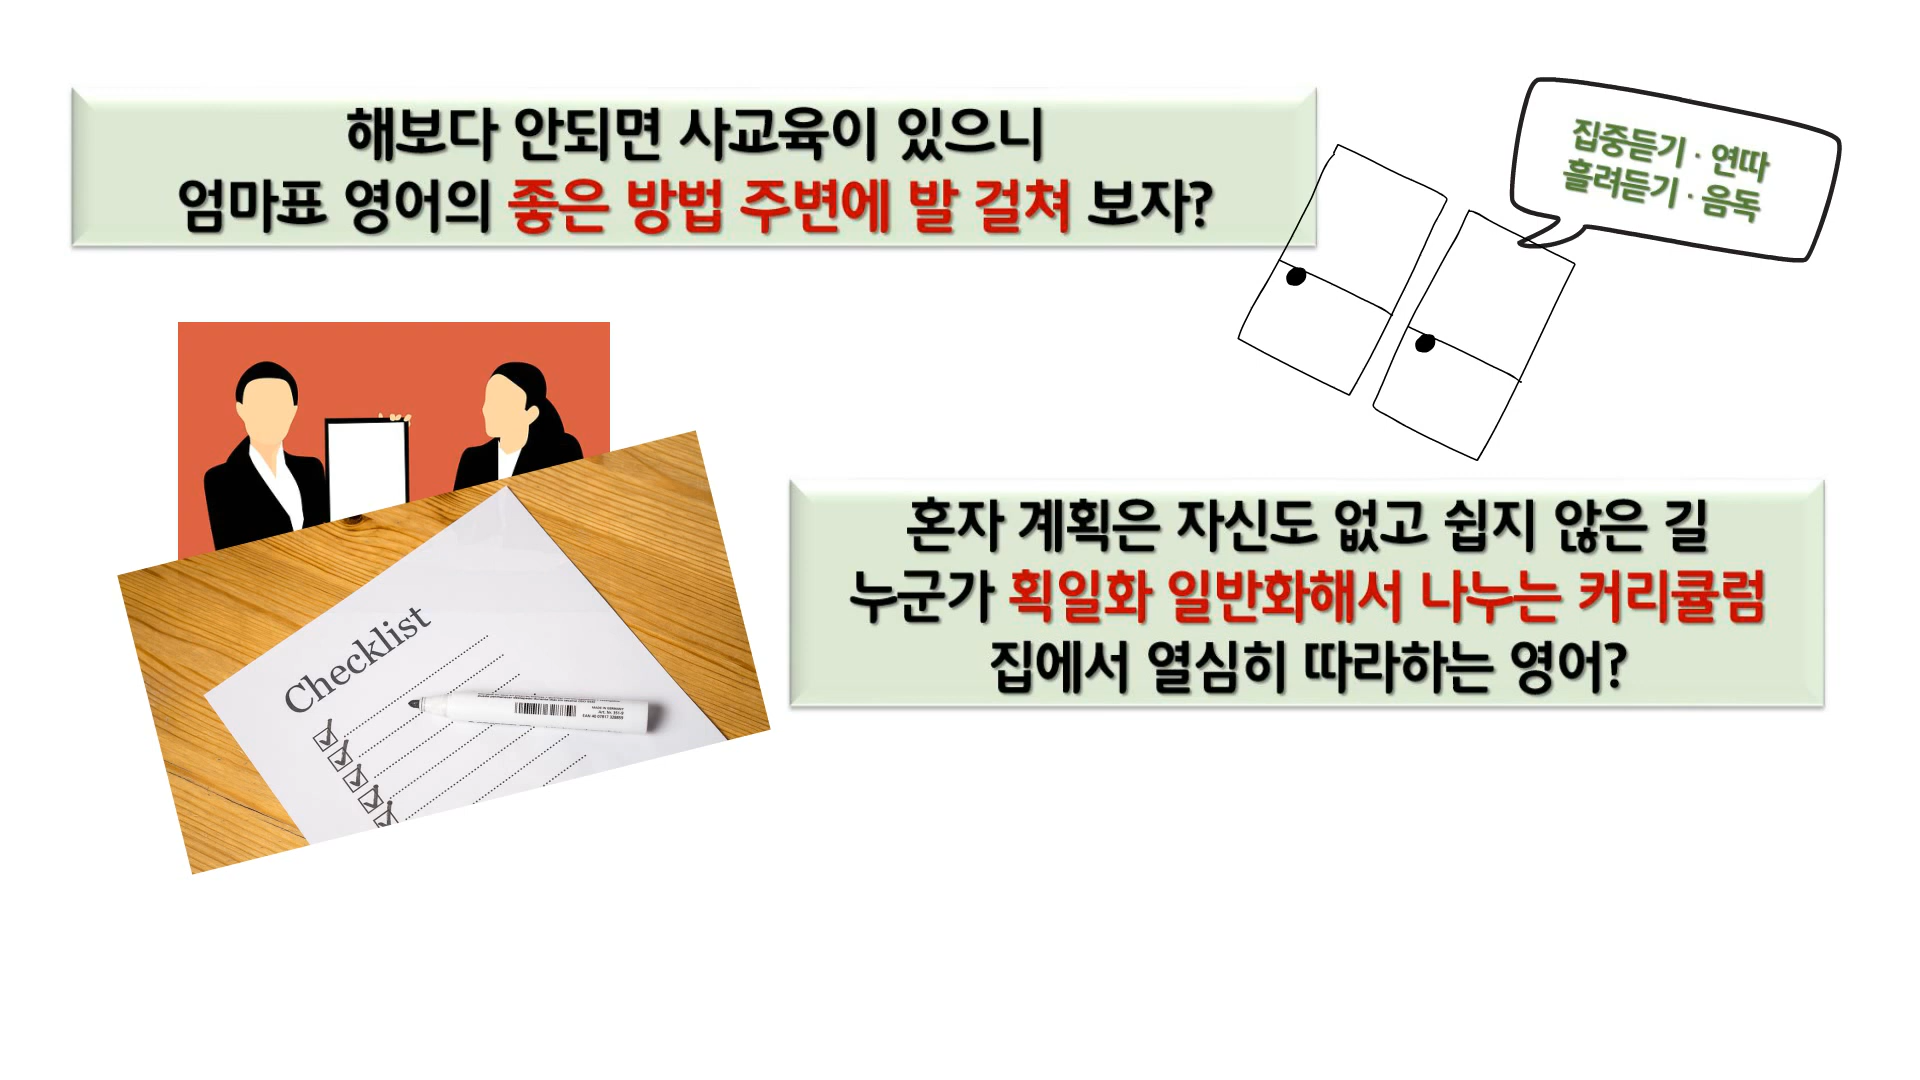 해보다 안되면 사교육이 있으니
엄마표 영어의 좋은 방법 주변에 발 걸쳐 보자?
집중듣기 · 연따
흘려듣기 · 음독
혼자 계획은 자신도 없고 쉽지 않은 길
누군가 획일화 일반화해서 나누는 커리큘럼
집에서 열심히 따라하는 영어?
Checklist
MADE IN GERMANY